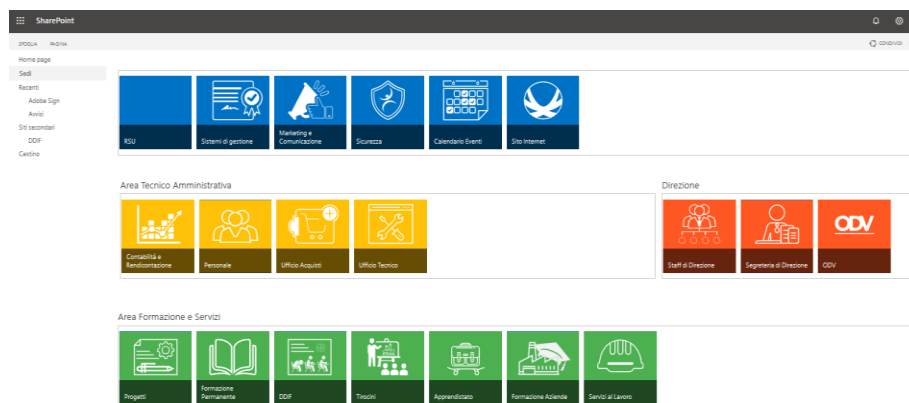 SharePoint
SFOGLIA PAGINA
CONDIVIDI
Home page
Sedi
Recenti
Adobe Sign
Avvisi
Siti secondari
DDIF
Cestino
RSU
Sistemi di gestione
Marketing e
Comunicazione
Sicurezza
Calendario Eventi
Sito Internet
Area Tecnico Amministrativa
Contabilità e
Rendicontazione
Personale
Ufficio Acquisti
Ufficio Tecnico
Direzione
Staff di Direzione
Segreteria di Direzione
ODV
ODV
Area Formazione e Servizi
Progetti
Formazione
Permanente
DDIF
Tirocini
Apprendistato
Formazione Aziende
Servizi al Lavoro